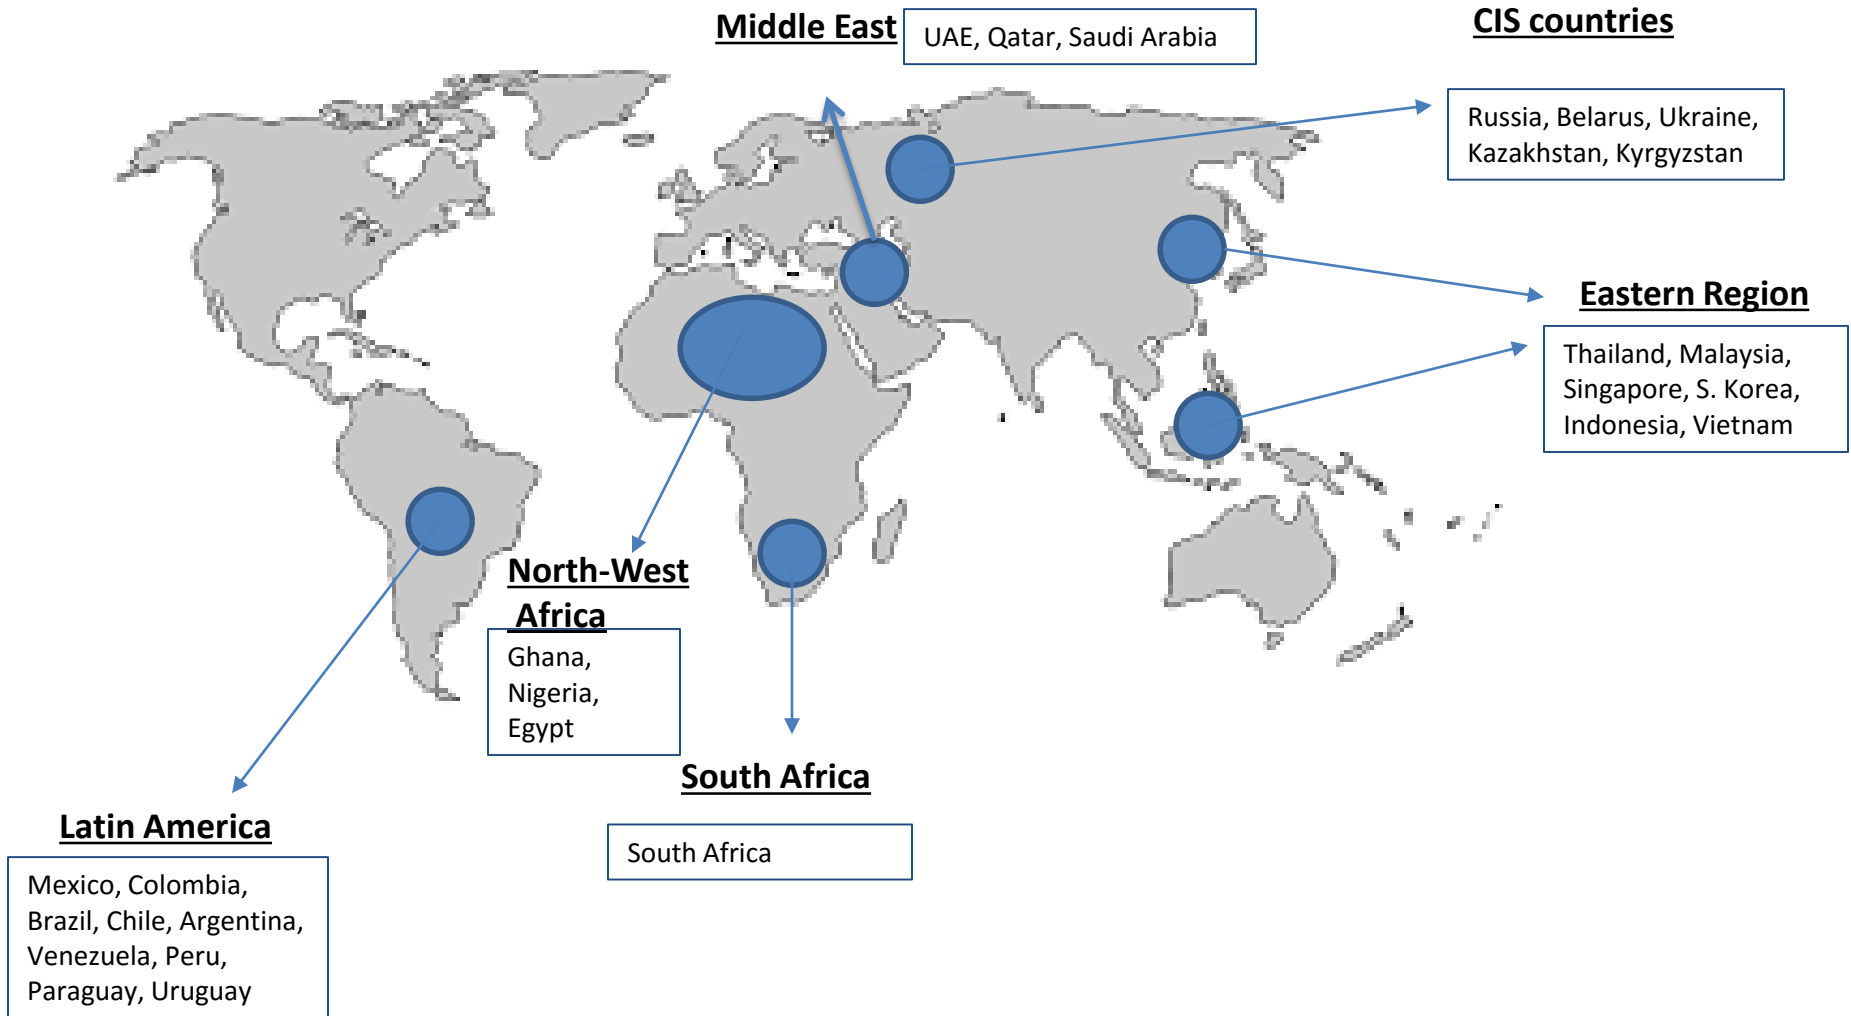 Middle East
UAE, Qatar, Saudi Arabia
CIS countries
Russia, Belarus, Ukraine,
Kazakhstan, Kyrgyzstan
Eastern Region
Thailand, Malaysia,
Singapore, S. Korea,
Indonesia, Vietnam
North-West
Africa
Ghana,
Nigeria,
Egypt
South Africa
South Africa
Latin America
Mexico, Colombia,
Brazil, Chile, Argentina,
Venezuela, Peru,
Paraguay, Uruguay